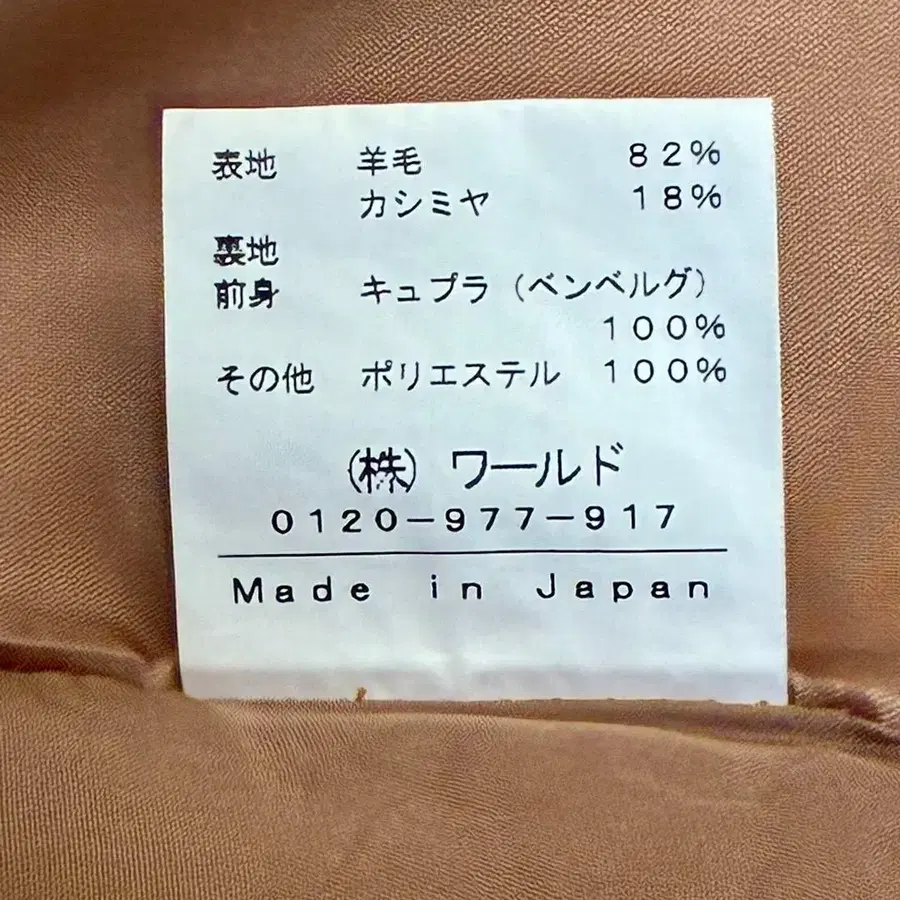 表地 羊毛 82%
カシミヤ 18%
裏地
前身 キュプラ（ベンベルグ）
100%
その他 ポリエステル 100%
(株) ワールド
0120-977-917
Made in Japan